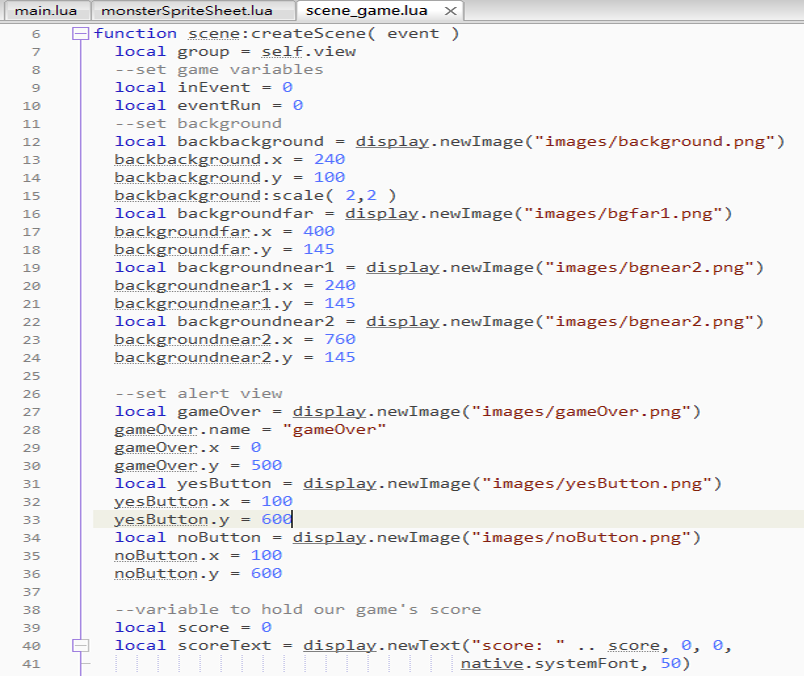 main.lua monsterSpriteSheet.lua scene_game.lua
6 function scene:createScene( event )
7 local group = self.view
8 --set game variables
9 local inEvent = 0
10 local eventRun = 0
11 --set background
12 local backbackground = display.newImage("images/background.png")
13 backbackground.x = 240
14 backbackground.y = 100
15 backbackground:scale( 2,2 )
16 local backgroundfar = display.newImage("images/bgfar1.png")
17 backgroundfar.x = 400
18 backgroundfar.y = 145
19 local backgroundnear1 = display.newImage("images/bgnear2.png")
20 backgroundnear1.x = 240
21 backgroundnear1.y = 145
22 local backgroundnear2 = display.newImage("images/bgnear2.png")
23 backgroundnear2.x = 760
24 backgroundnear2.y = 145
25
26 --set alert view
27 local gameOver = display.newImage("images/gameOver.png")
28 gameOver.name = "gameOver"
29 gameOver.x = 0
30 gameOver.y = 500
31 local yesButton = display.newImage("images/yesButton.png")
32 yesButton.x = 100
33 yesButton.y = 600
34 local noButton = display.newImage("images/noButton.png")
35 noButton.x = 100
36 noButton.y = 600
37
38 --variable to hold our game's score
39 local score = 0
40 local scoreText = display.newText("score: " .. score, 0, 0,
41 native.systemFont, 50)